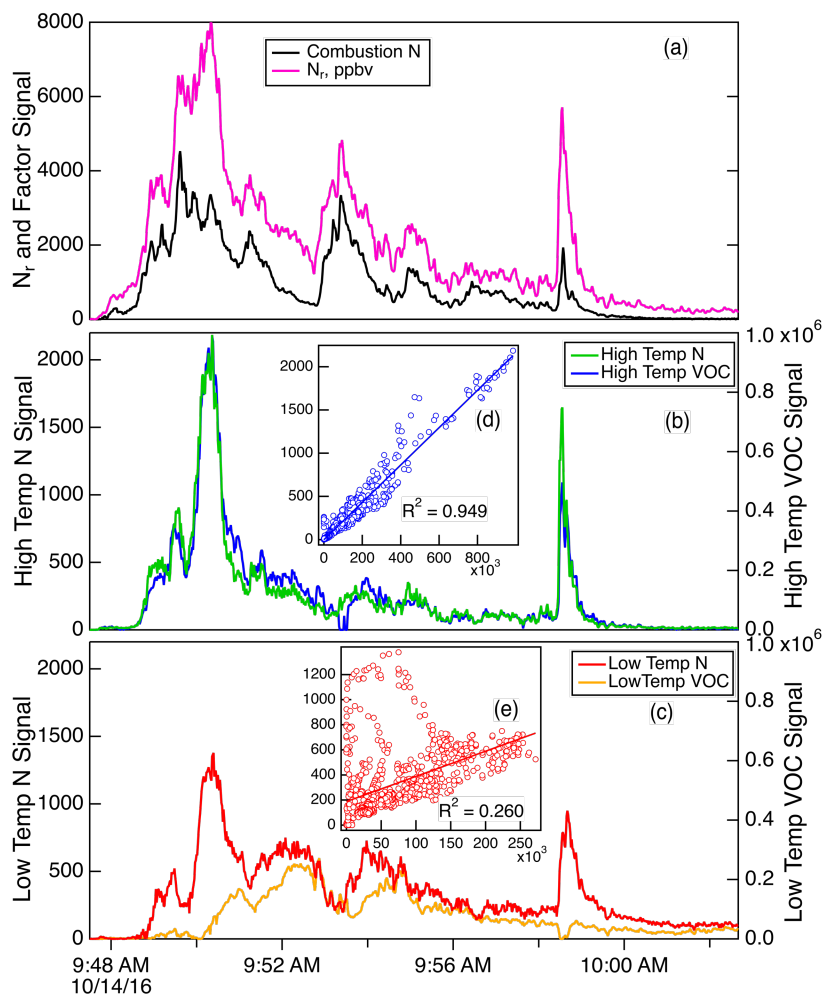 8000
6000
4000
2000
0
Nr and Factor Signal
Combustion N
Nr, ppbv
(a)
2000
1500
1000
500
0
High Temp N Signal
1.0 x10⁶
0.8
0.6
0.4
0.2
0.0
High Temp VOC Signal
High Temp N
High Temp VOC
(b)
2000
1500
1000
500
0
(d)
R² = 0.949
0
200
400
600
800
x10³
2000
1500
1000
500
0
Low Temp N Signal
1.0 x10⁶
0.8
0.6
0.4
0.2
0.0
Low Temp VOC Signal
Low Temp N
LowTemp VOC
(c)
1200
1000
800
600
400
200
0
(e)
R² = 0.260
0
50
100
150
200
250
x10³
9:48 AM
10/14/16
9:52 AM
9:56 AM
10:00 AM